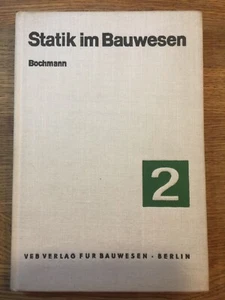 Statik im Bauwesen
Bochmann
2
VEB VERLAG FÜR BAUWESEN · BERLIN